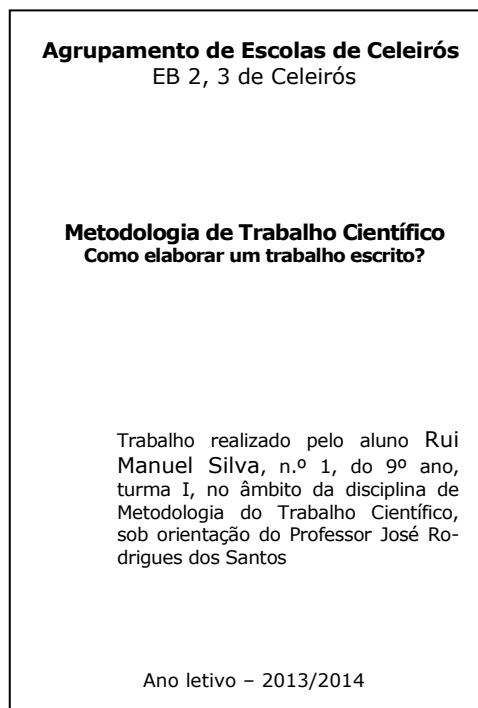 Agrupamento de Escolas de Celeirós
EB 2, 3 de Celeirós
Metodologia de Trabalho Científico
Como elaborar um trabalho escrito?
Trabalho realizado pelo aluno Rui
Manuel Silva, n.º 1, do 9º ano,
turma I, no âmbito da disciplina de
Metodologia do Trabalho Científico,
sob orientação do Professor José Ro-
drigues dos Santos
Ano letivo – 2013/2014